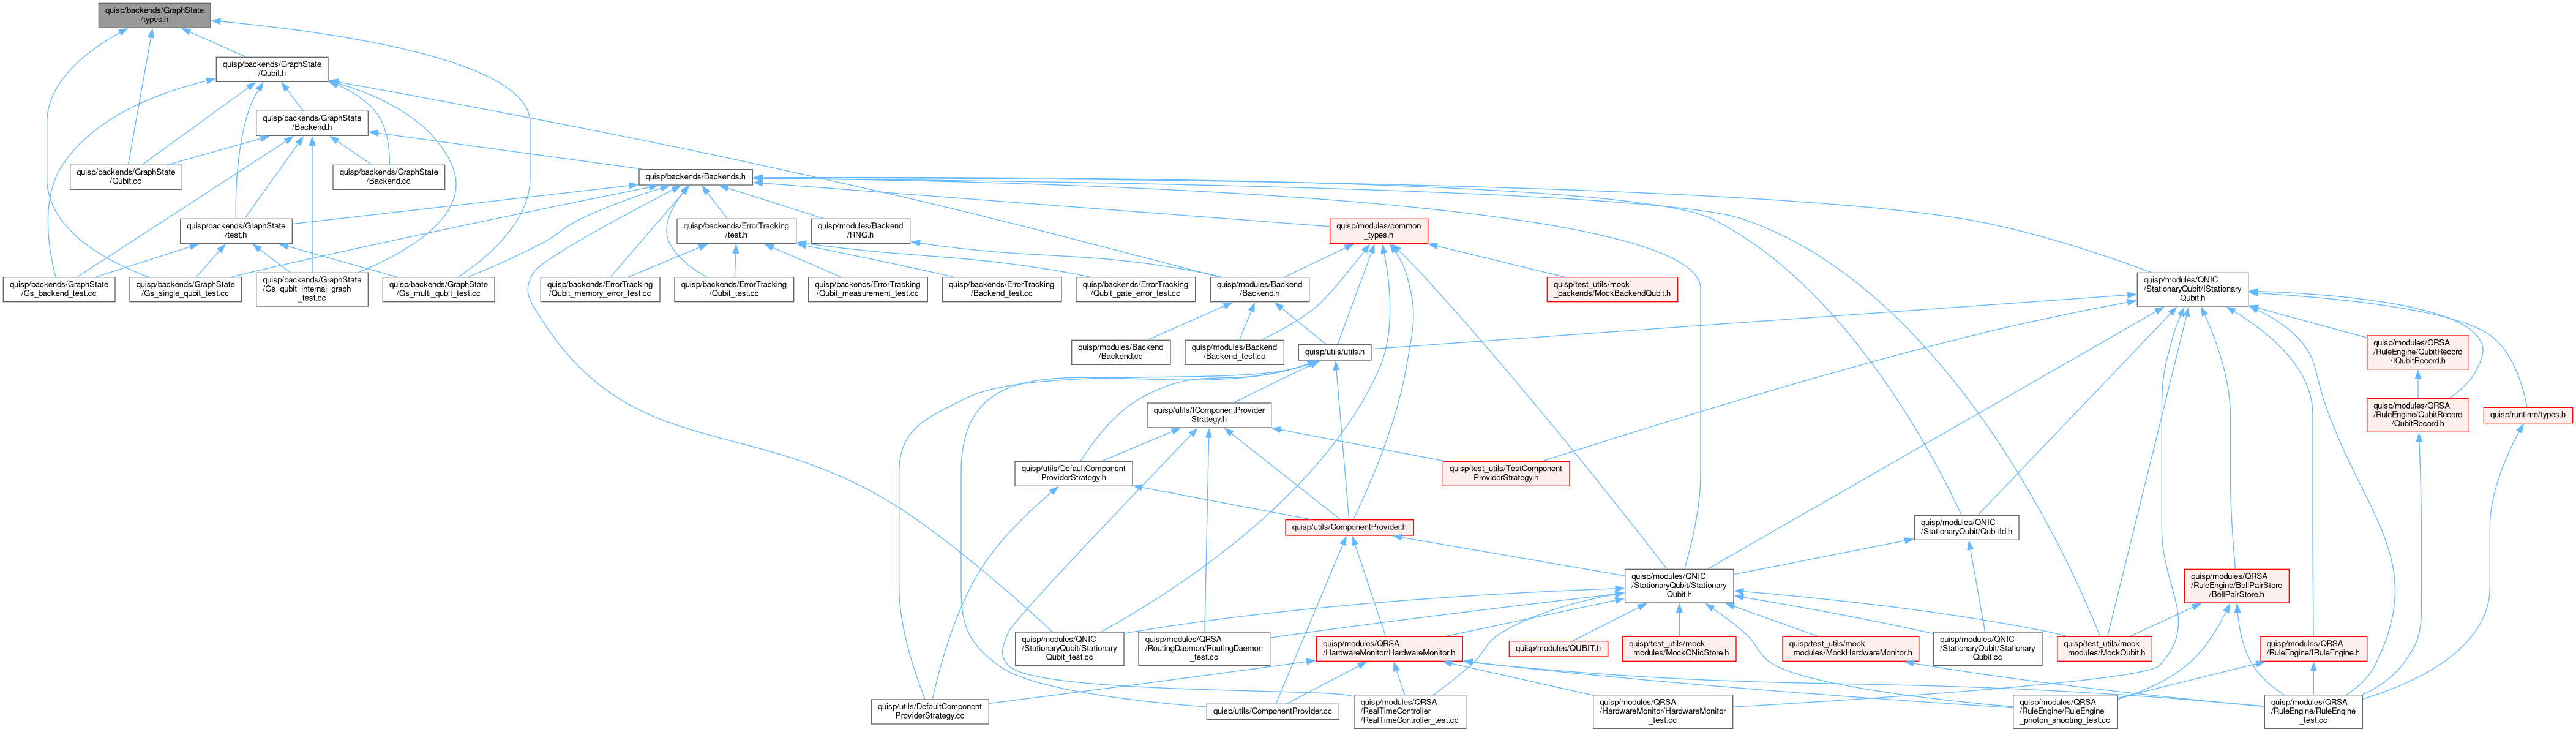 quisp/backends/GraphState
/types.h
quisp/backends/GraphState
/Qubit.h
quisp/backends/GraphState
/Backend.h
quisp/backends/GraphState
/Qubit.cc
quisp/backends/GraphState
/Backend.cc
quisp/backends/Backends.h
quisp/backends/GraphState
/test.h
quisp/backends/ErrorTracking
/test.h
quisp/modules/Backend
/RNG.h
quisp/modules/common
_types.h
quisp/backends/GraphState
/Gs_backend_test.cc
quisp/backends/GraphState
/Gs_single_qubit_test.cc
quisp/backends/GraphState
/Gs_qubit_internal_graph
_test.cc
quisp/backends/GraphState
/Gs_multi_qubit_test.cc
quisp/backends/ErrorTracking
/Qubit_memory_error_test.cc
quisp/backends/ErrorTracking
/Qubit_test.cc
quisp/backends/ErrorTracking
/Qubit_measurement_test.cc
quisp/backends/ErrorTracking
/Backend_test.cc
quisp/backends/ErrorTracking
/Qubit_gate_error_test.cc
quisp/modules/Backend
/Backend.h
quisp/test_utils/mock
_backends/MockBackendQubit.h
quisp/modules/QNIC
/StationaryQubit/IStationary
Qubit.h
quisp/modules/Backend
/Backend.cc
quisp/modules/Backend
/Backend_test.cc
quisp/utils/utils.h
quisp/modules/QRSA
/RuleEngine/QubitRecord
/IQubitRecord.h
quisp/utils/IComponentProvider
Strategy.h
quisp/modules/QRSA
/RuleEngine/QubitRecord
/QubitRecord.h
quisp/runtime/types.h
quisp/utils/DefaultComponent
ProviderStrategy.h
quisp/test_utils/TestComponent
ProviderStrategy.h
quisp/utils/ComponentProvider.h
quisp/modules/QNIC
/StationaryQubit/QubitId.h
quisp/modules/QNIC
/StationaryQubit/Stationary
Qubit.h
quisp/modules/QRSA
/RuleEngine/BellPairStore
/BellPairStore.h
quisp/modules/QNIC
/StationaryQubit/Stationary
Qubit_test.cc
quisp/modules/QRSA
/RoutingDaemon/RoutingDaemon
_test.cc
quisp/modules/QRSA
/HardwareMonitor/HardwareMonitor.h
quisp/modules/QUBIT.h
quisp/test_utils/mock
_modules/MockQNicStore.h
quisp/test_utils/mock
_modules/MockHardwareMonitor.h
quisp/modules/QNIC
/StationaryQubit/Stationary
Qubit.cc
quisp/test_utils/mock
_modules/MockQubit.h
quisp/modules/QRSA
/RuleEngine/IRuleEngine.h
quisp/utils/DefaultComponent
ProviderStrategy.cc
quisp/utils/ComponentProvider.cc
quisp/modules/QRSA
/RealTimeController
/RealTimeController_test.cc
quisp/modules/QRSA
/HardwareMonitor/HardwareMonitor
_test.cc
quisp/modules/QRSA
/RuleEngine/RuleEngine
_photon_shooting_test.cc
quisp/modules/QRSA
/RuleEngine/RuleEngine
_test.cc